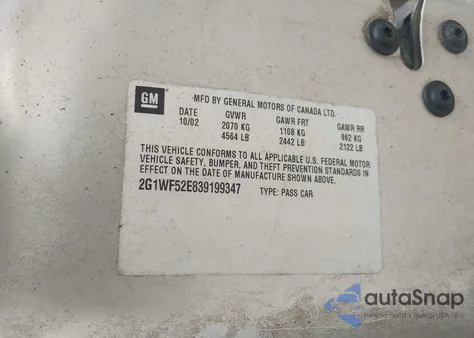 GM
MFD BY GENERAL MOTORS OF CANADA LTD.
DATE GVWR GAWR FRT GAWR RR
10/02 2070 KG 1108 KG 962 KG
4564 LB 2442 LB 2122 LB
THIS VEHICLE CONFORMS TO ALL APPLICABLE U.S. FEDERAL MOTOR
VEHICLE SAFETY, BUMPER, AND THEFT PREVENTION STANDARDS IN
EFFECT ON THE DATE OF MANUFACTURE SHOWN ABOVE.
2G1WF52E839199347 TYPE: PASS CAR
autaSnap